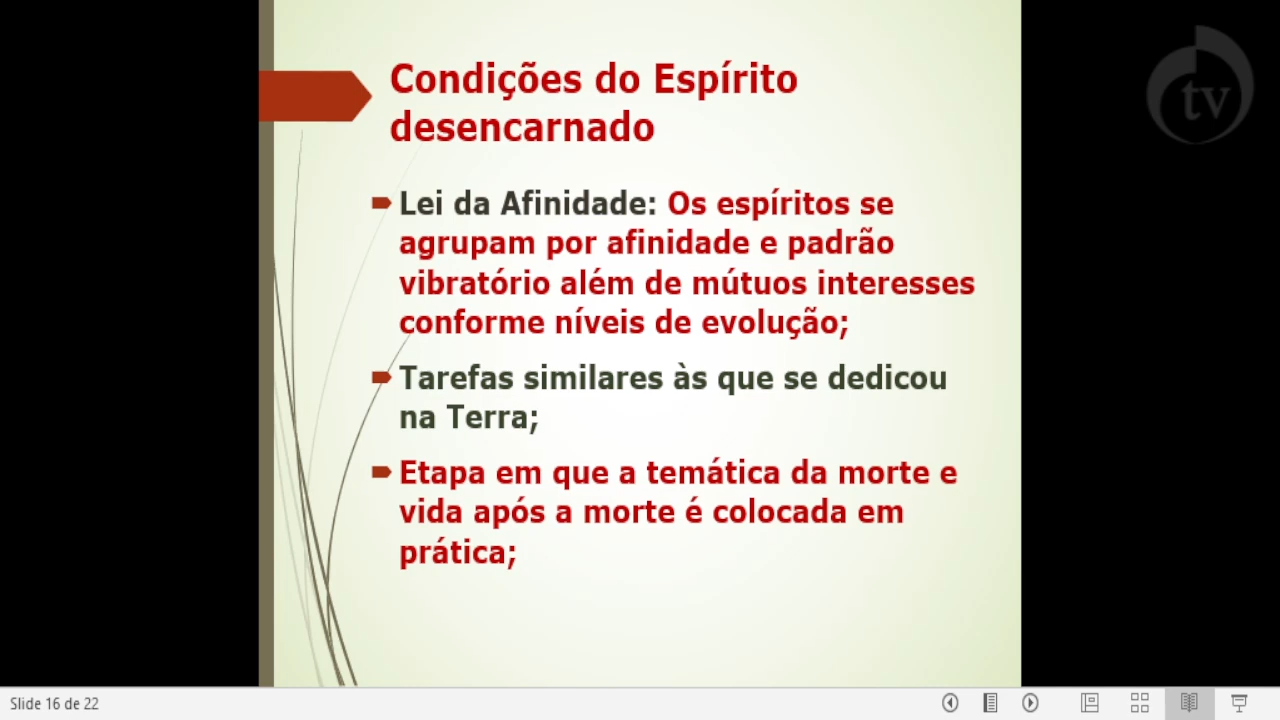 tv
Condições do Espírito
desencarnado
Lei da Afinidade: Os espíritos se
agrupam por afinidade e padrão
vibratório além de mútuos interesses
conforme níveis de evolução;
Tarefas similares às que se dedicou
na Terra;
Etapa em que a temática da morte e
vida após a morte é colocada em
prática;
Slide 16 de 22